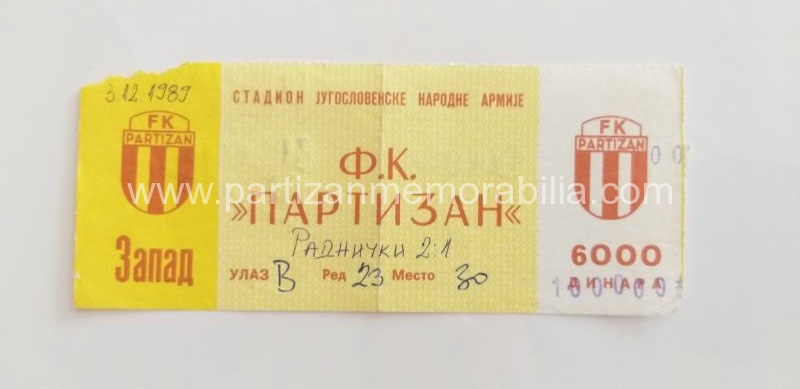 3.12.1989
FK
PARTIZAN
Запад
СТАДИОН ЈУГОСЛОВЕНСКЕ НАРОДНЕ АРМИЈЕ
Ф.К.
»ПАРТИЗАН«
Раднички 2:1
УЛАЗ В Ред 23 Место 30
FK
PARTIZAN
6000
ДИНАРА
www.partizanmemorabilia.com